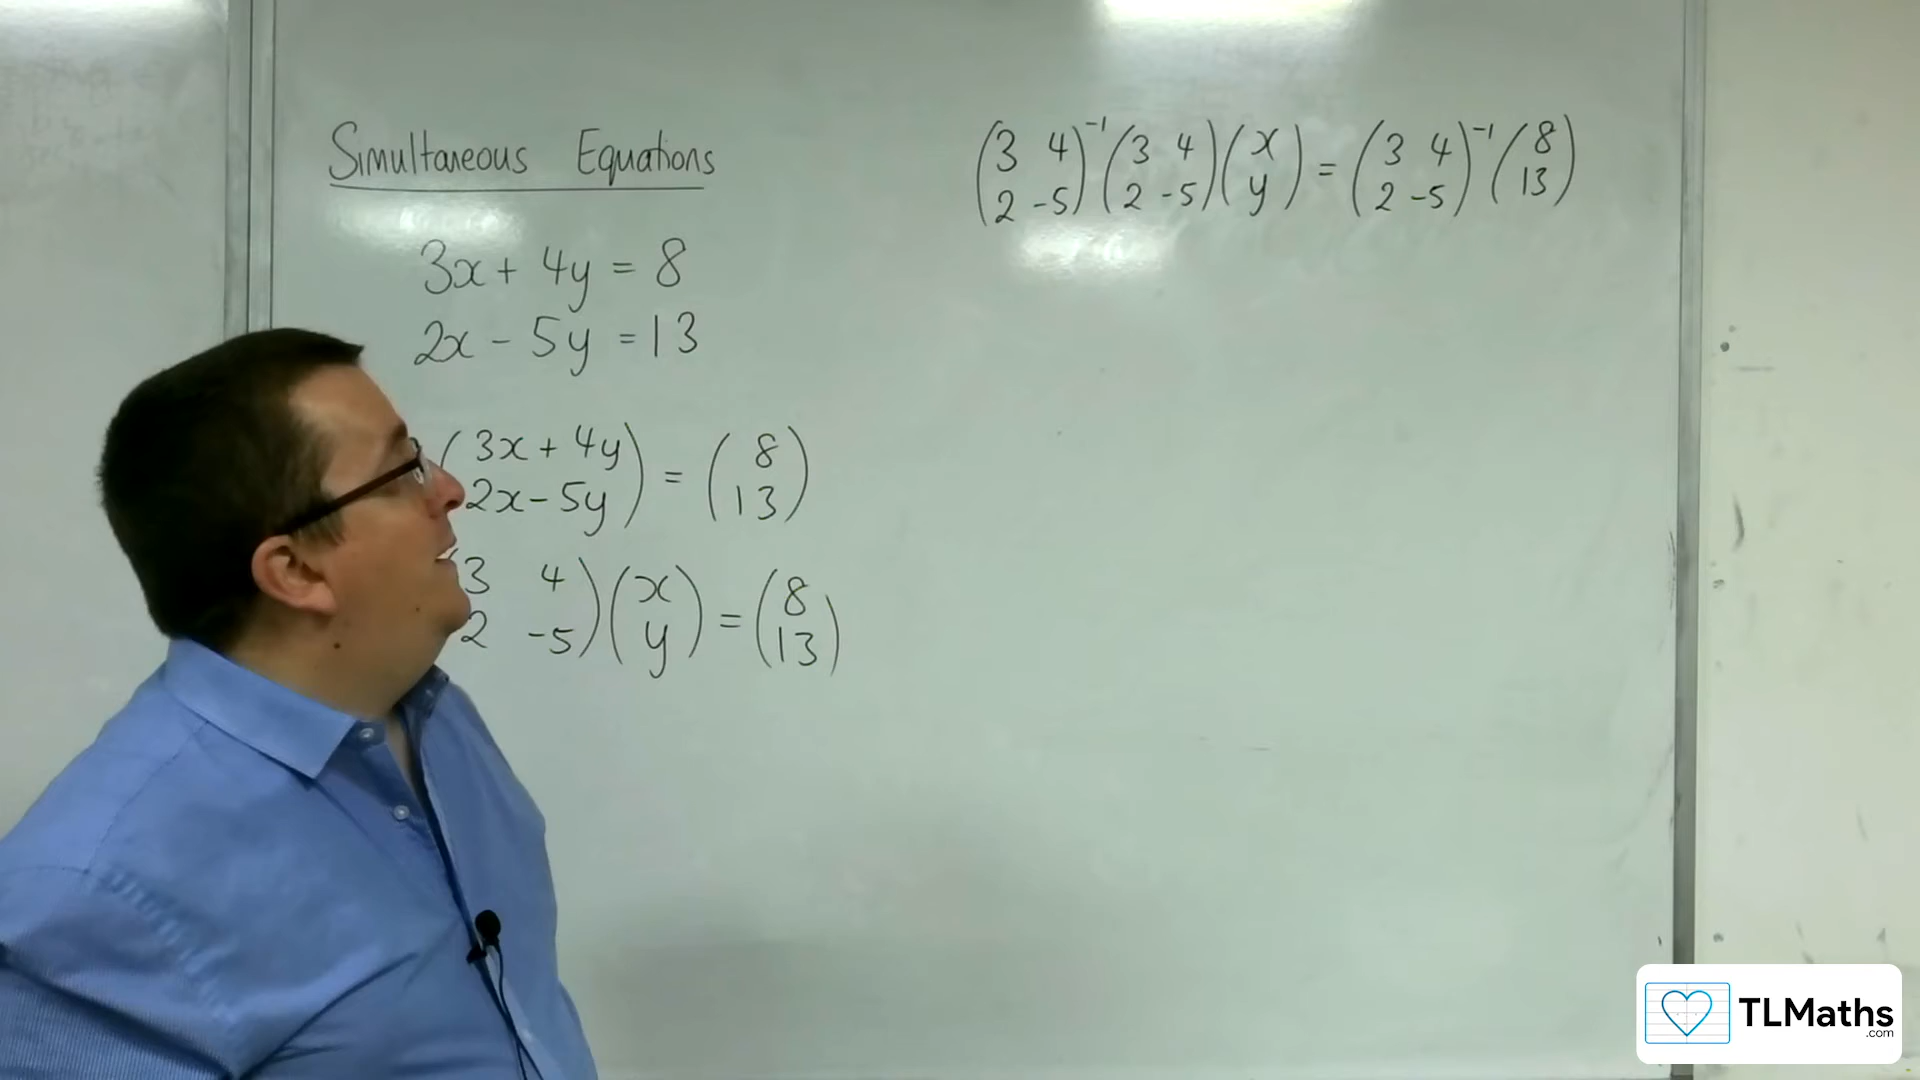 Simultaneous Equations
3x + 4y = 8
2x - 5y = 13
(3x + 4y) = (8)
(2x - 5y) (13)
3 4)(x) = (8)
2 -5)(y) (13)
(3 4)⁻¹(3 4)(x) = (3 4)⁻¹(8)
(2 -5) (2 -5)(y) (2 -5) (13)
TLMaths
.com